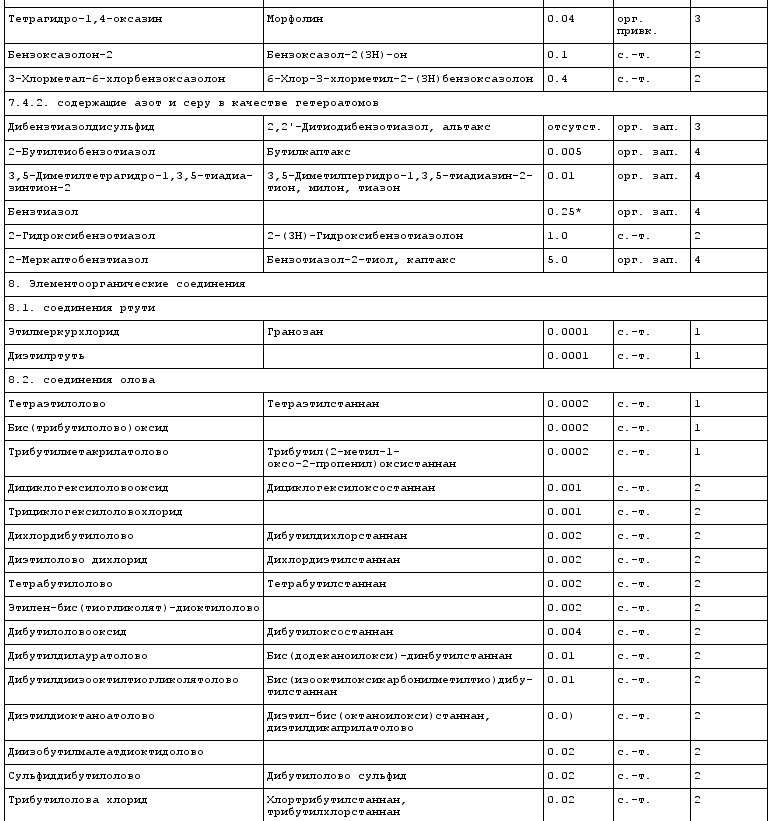 Тетрагидро-1,4-оксазин Морфолин 0.04 орг. 3
привк.
Бензоксазолон-2 Бензоксазол-2(3Н)-он 0.1 с.-т. 2
3-Хлорметал-6-хлорбензоксазолон 6-Хлор-3-хлорметил-2-(3Н)бензоксазолон 0.4 с.-т. 2
7.4.2. содержащие азот и серу в качестве гетероатомов
Дибензтиазолдисульфид 2,2'-Дитиодибензотиазол, альтакс отсутст. орг. зап. 3
2-Бутилтиобензотиазол Бутилкаптакс 0.005 орг. зап. 4
3,5-Диметилтетрагидро-1,3,5-тиадиа- 3,5-Диметилпергидро-1,3,5-тиадиазин-2- 0.01 орг. зап. 4
зинтион-2 тион, милон, тиазон
Бензтиазол 0.25* орг. зап. 4
2-Гидроксибензотиазол 2-(3Н)-Гидроксибензотиазолон 1.0 с.-т. 2
2-Меркаптобензтиазол Бензотиазол-2-тиол, каптакс 5.0 орг. зап. 4
8. Элементоорганические соединения
8.1. соединения ртути
Этилмеркурхлорид Гранозан 0.0001 с.-т. 1
Диэтилртуть 0.0001 с.-т. 1
8.2. соединения олова
Тетраэтилолово Тетраэтилстаннан 0.0002 с.-т. 1
Бис(трибутилолово)оксид 0.0002 с.-т. 1
Трибутилметакрилатолово Трибутил(2-метил-1- 0.0002 с.-т. 1
оксо-2-пропенил)оксистаннан
Дициклогексилоловооксид Дициклогексилоксостаннан 0.001 с.-т. 2
Трициклогексилоловохлорид 0.001 с.-т. 2
Дихлордибутилолово Дибутилдихлорстаннан 0.002 с.-т. 2
Диэтилолово дихлорид Дихлордиэтилстаннан 0.002 с.-т. 2
Тетрабутилолово Тетрабутилстаннан 0.002 с.-т. 2
Этилен-бис(тиогликолят)-диоктилолово 0.002 с.-т. 2
Дибутилоловооксид Дибутилоксостаннан 0.004 с.-т. 2
Дибутилдилауратолово Бис(додеканоилокси)-динбутилстаннан 0.01 с.-т. 2
Дибутилдиизооктилтиогликолятолово Бис(изооктилоксикарбонилметилтио)дибу- 0.01 с.-т. 2
тилстаннан
Диэтилдиоктаноатолово Диэтил-бис(октаноилокси)станнан, 0.0) с.-т. 2
диэтилдикаприлатолово
Диизобутилмалеатдиоктидолово 0.02 с.-т. 2
Сульфиддибутилолово Дибутилолово сульфид 0.02 с.-т. 2
Трибутилолова хлорид Хлортрибутилстаннан, 0.02 с.-т. 2
трибутилхлорстаннан